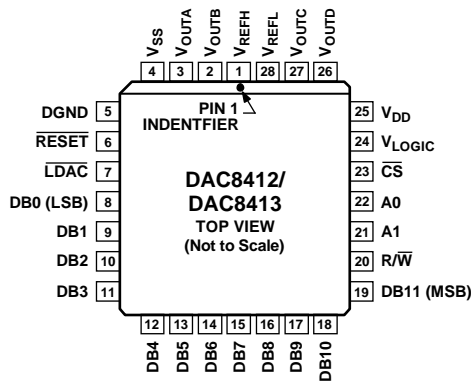 VSS
VOUTA
VOUTB
VREFH
VREFL
VOUTC
VOUTD
4 3 2 1 28 27 26
DGND 5
RESET 6
LDAC 7
DB0 (LSB) 8
DB1 9
DB2 10
DB3 11
PIN 1
INDENTFIER
DAC8412/
DAC8413
TOP VIEW
(Not to Scale)
25 VDD
24 VLOGIC
23 CS
22 A0
21 A1
20 R/W
19 DB11 (MSB)
12 13 14 15 16 17 18
DB4
DB5
DB6
DB7
DB8
DB9
DB10